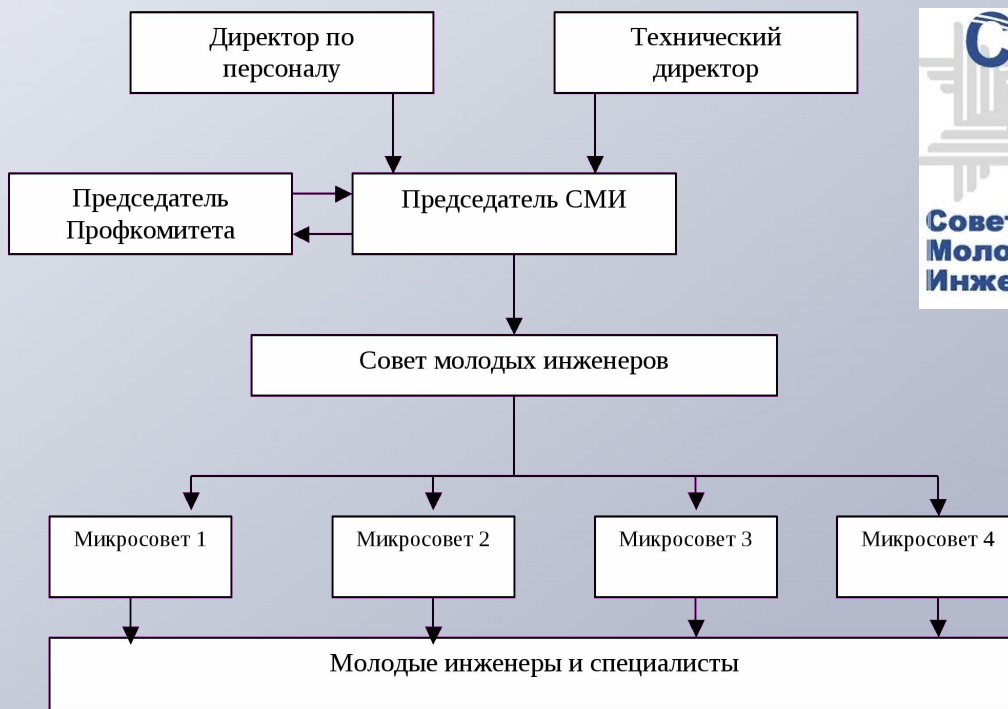 Директор по
персоналу
Технический
директор
Председатель
Профкомитета
Председатель СМИ
Совет молодых инженеров
Микросовет 1
Микросовет 2
Микросовет 3
Микросовет 4
Молодые инженеры и специалисты